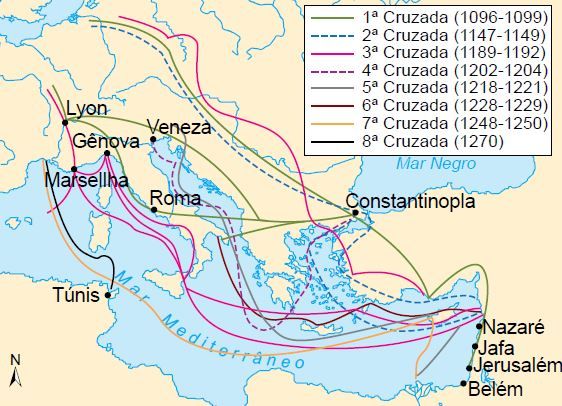 1ª Cruzada (1096-1099)
2ª Cruzada (1147-1149)
3ª Cruzada (1189-1192)
4ª Cruzada (1202-1204)
5ª Cruzada (1218-1221)
6ª Cruzada (1228-1229)
7ª Cruzada (1248-1250)
8ª Cruzada (1270)
Lyon
Veneza
Gênova
Mar Negro
Marsellha
Roma
Constantinopla
Túnis
Mar Mediterrâneo
Nazaré
Jafa
Jerusalém
Belém
N